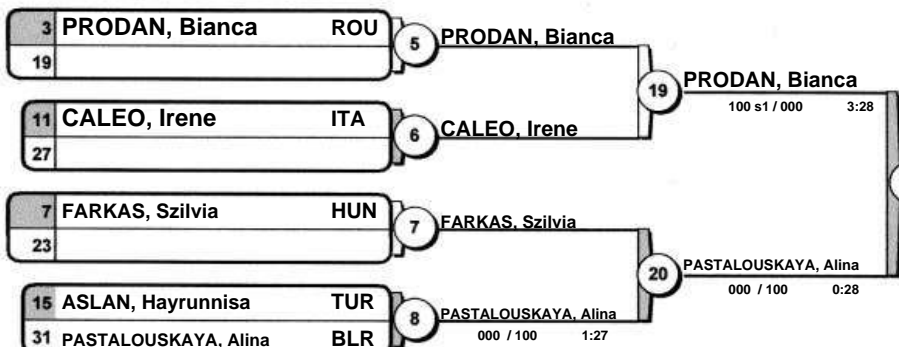 3 PRODAN, Bianca ROU
19
5
PRODAN, Bianca
11 CALEO, Irene ITA
27
6
CALEO, Irene
19
PRODAN, Bianca
100 s1 / 000 3:28
7 FARKAS, Szilvia HUN
23
7
FARKAS, Szilvia
15 ASLAN, Hayrunnisa TUR
31 PASTALOUSKAYA, Alina BLR
8
PASTALOUSKAYA, Alina
000 / 100 1:27
20
PASTALOUSKAYA, Alina
000 / 100 0:28